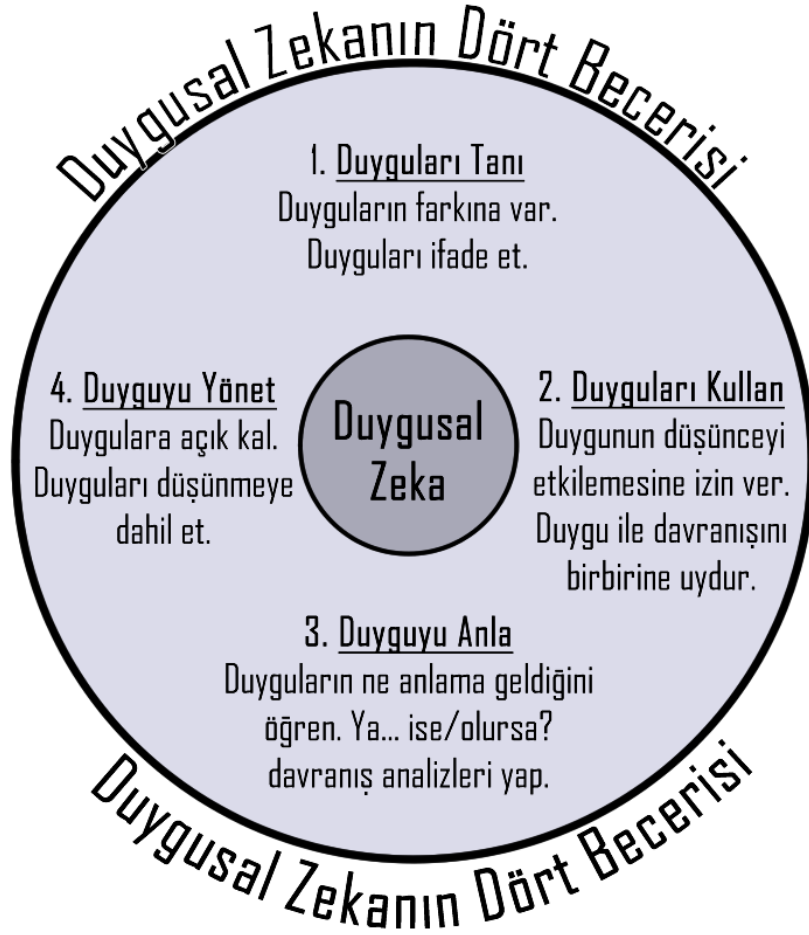 Duygusal Zekanın Dört Becerisi
1. Duyguları Tanı
Duyguların farkına var.
Duyguları ifade et.
4. Duyguyu Yönet
Duygulara açık kal.
Duyguları düşünmeye
dahil et.
Duygusal
Zeka
2. Duyguları Kullan
Duygunun düşünceyi
etkilemesine izin ver.
Duygu ile davranışını
birbirine uydur.
3. Duyguyu Anla
Duyguların ne anlama geldiğini
öğren. Ya... ise/olursa?
davranış analizleri yap.
Duygusal Zekanın Dört Becerisi